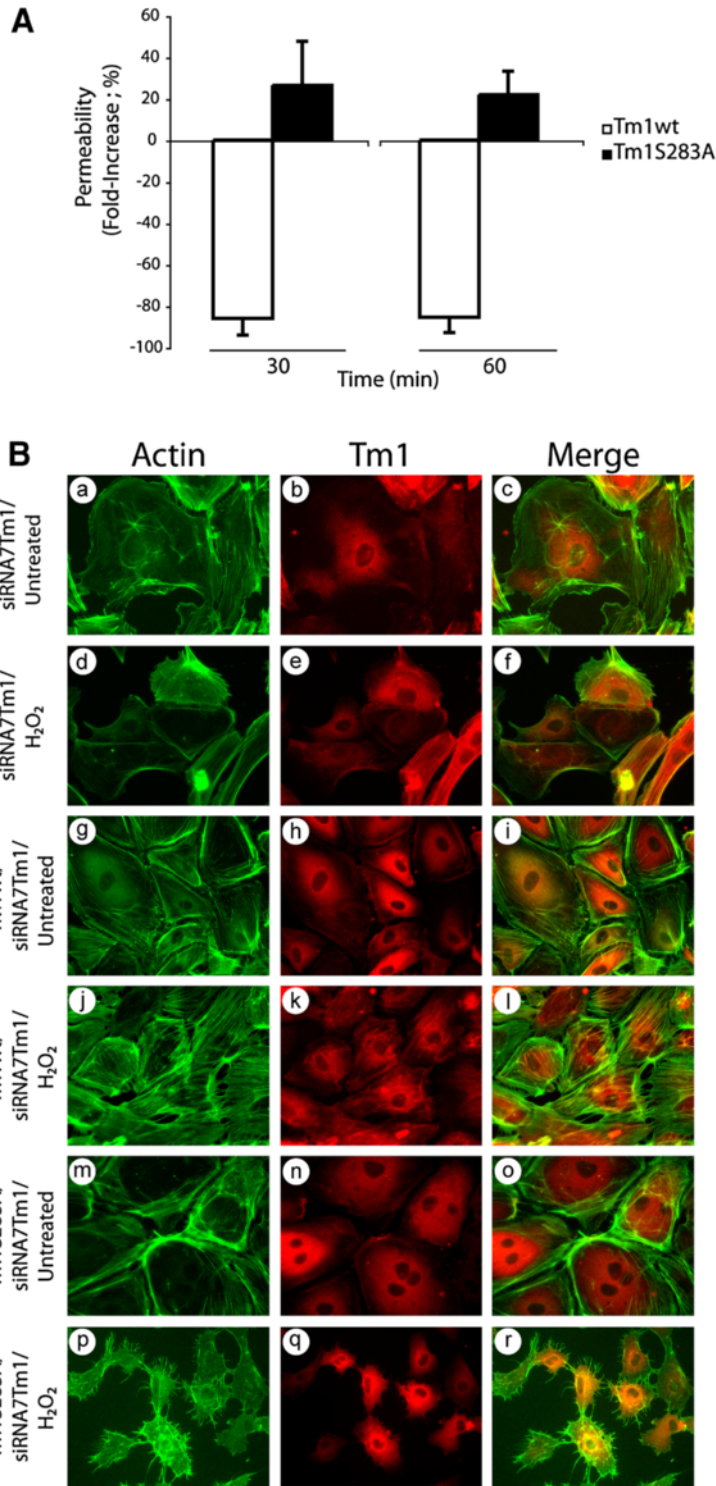 A
Permeability
(Fold-Increase ; %)
60
40
20
0
-20
-40
-60
-80
-100
Tm1wt
Tm1S283A
30
60
Time (min)
B
Actin
Tm1
Merge
siRNA7Tm1/
Untreated
a
b
c
siRNA7Tm1/
H₂O₂
d
e
f
siRNA7Tm1/
Untreated
g
h
i
siRNA7Tm1/
H₂O₂
j
k
l
siRNA7Tm1/
Untreated
m
n
o
siRNA7Tm1/
H₂O₂
p
q
r